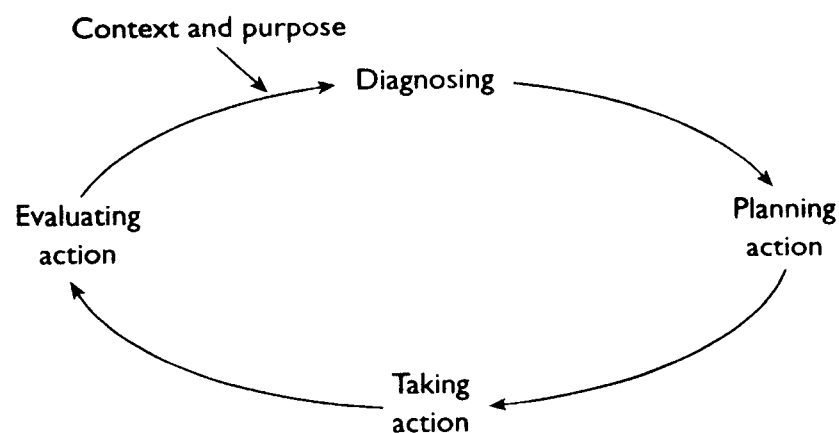 Context and purpose
Diagnosing
Planning
action
Taking
action
Evaluating
action